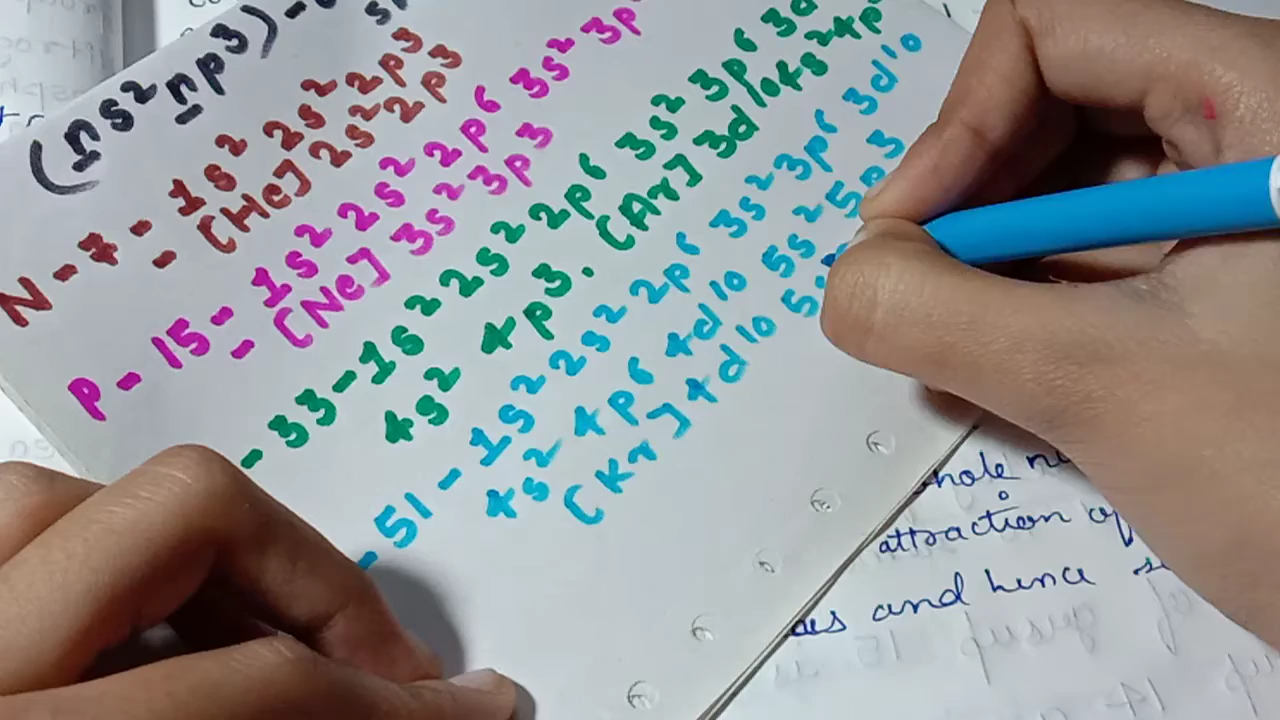 (ns²np³)
N - 7 - 1s² 2s² 2p³
- [He] 2s² 2p³
P - 15 - 1s² 2s² 2p⁶ 3s² 3p
- [Ne] 3s² 3p³
- 33 - 1s² 2s² 2p⁶ 3s² 3p⁶ 3d
4s² 4p³. [Ar] 3d¹⁰ 4s² 4p
- 51 - 1s² 2s² 2p⁶ 3s² 3p⁶ 3d¹⁰
4s² 4p⁶ 4d¹⁰ 5s² 5p³
[Kr] 4d¹⁰ 5
attraction of
and hence